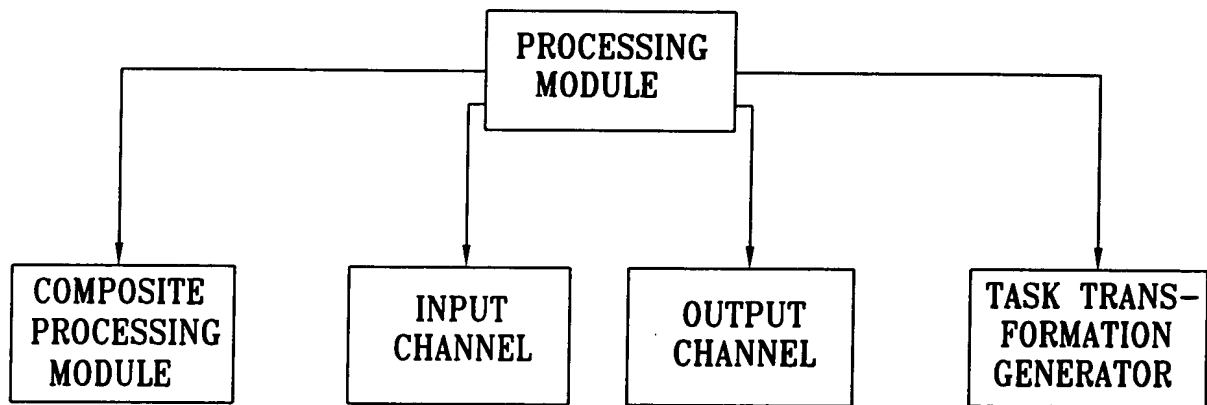 PROCESSING
MODULE
COMPOSITE
PROCESSING
MODULE
INPUT
CHANNEL
OUTPUT
CHANNEL
TASK TRANS-
FORMATION
GENERATOR